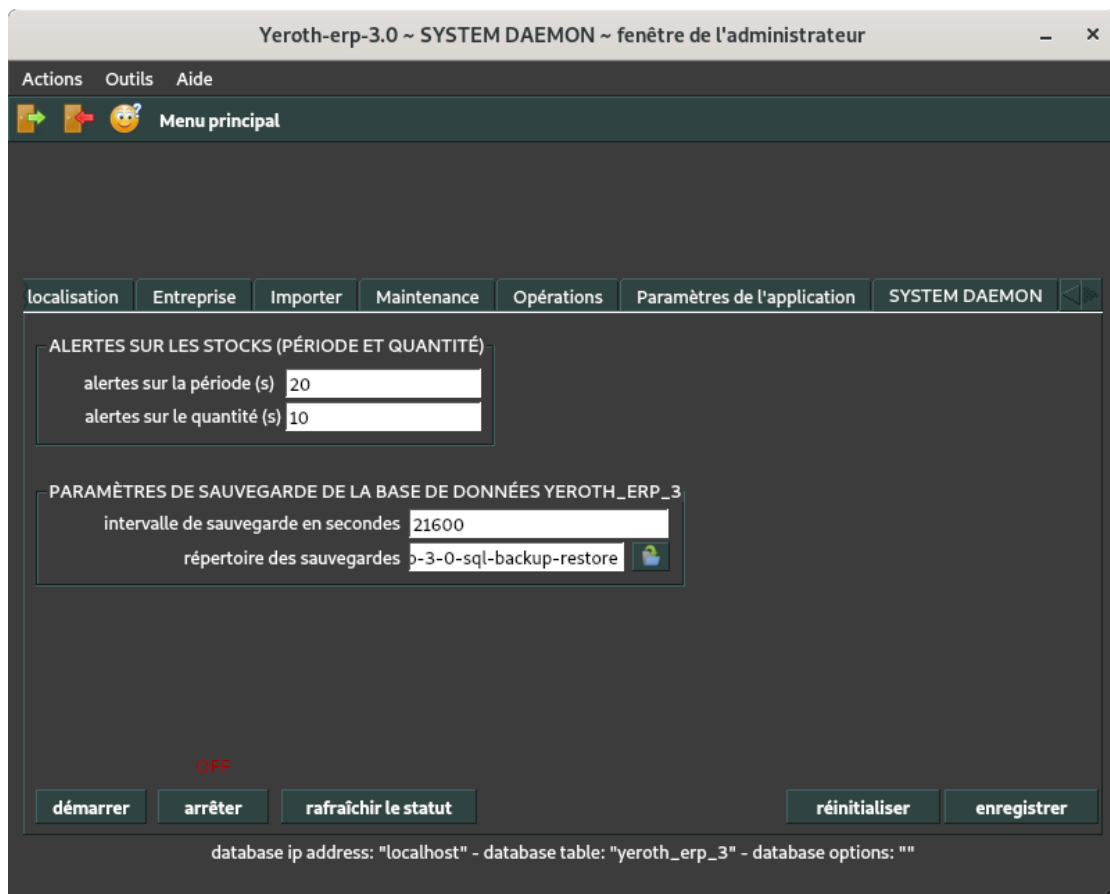 Yeroth-erp-3.0 ~ SYSTEM DAEMON ~ fenêtre de l'administrateur
Actions Outils Aide
Menu principal
localisation Entreprise Importer Maintenance Opérations Paramètres de l'application SYSTEM DAEMON
ALERTES SUR LES STOCKS (PÉRIODE ET QUANTITÉ)
alertes sur la période (s) 20
alertes sur le quantité (s) 10
PARAMÈTRES DE SAUVEGARDE DE LA BASE DE DONNÉES YEROTH_ERP_3
intervalle de sauvegarde en secondes 21600
répertoire des sauvegardes p-3-0-sql-backup-restore
OFF
démarrer arrêter rafraîchir le statut réinitialiser enregistrer
database ip address: "localhost" - database table: "yeroth_erp_3" - database options: ""